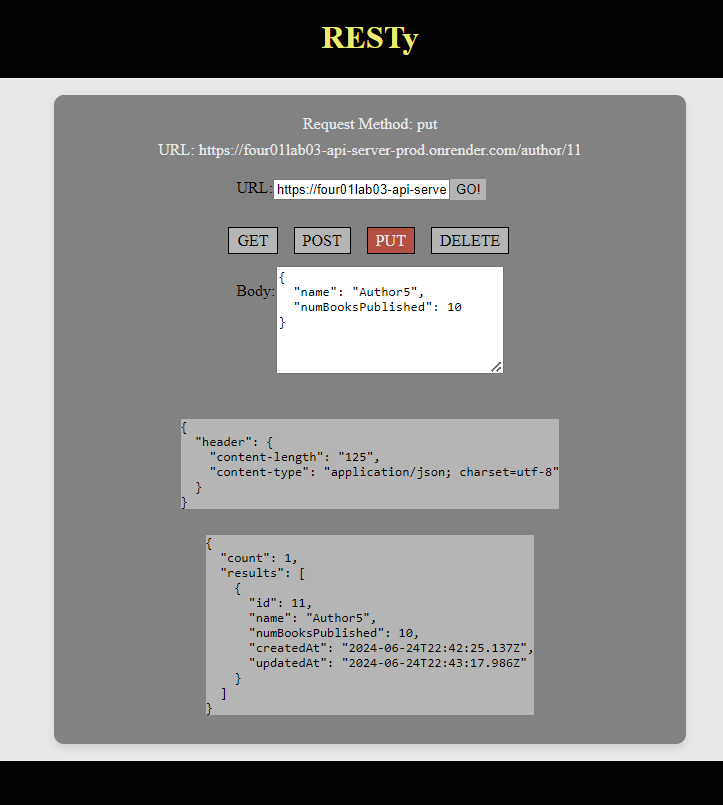 RESTy
Request Method: put
URL: https://four01lab03-api-server-prod.onrender.com/author/11
URL: https://four01lab03-api-serve GO!
GET POST PUT DELETE
Body: {
  "name": "Author5",
  "numBooksPublished": 10
}
{
  "header": {
    "content-length": "125",
    "content-type": "application/json; charset=utf-8"
  }
}
{
  "count": 1,
  "results": [
    {
      "id": 11,
      "name": "Author5",
      "numBooksPublished": 10,
      "createdAt": "2024-06-24T22:42:25.137Z",
      "updatedAt": "2024-06-24T22:43:17.986Z"
    }
  ]
}